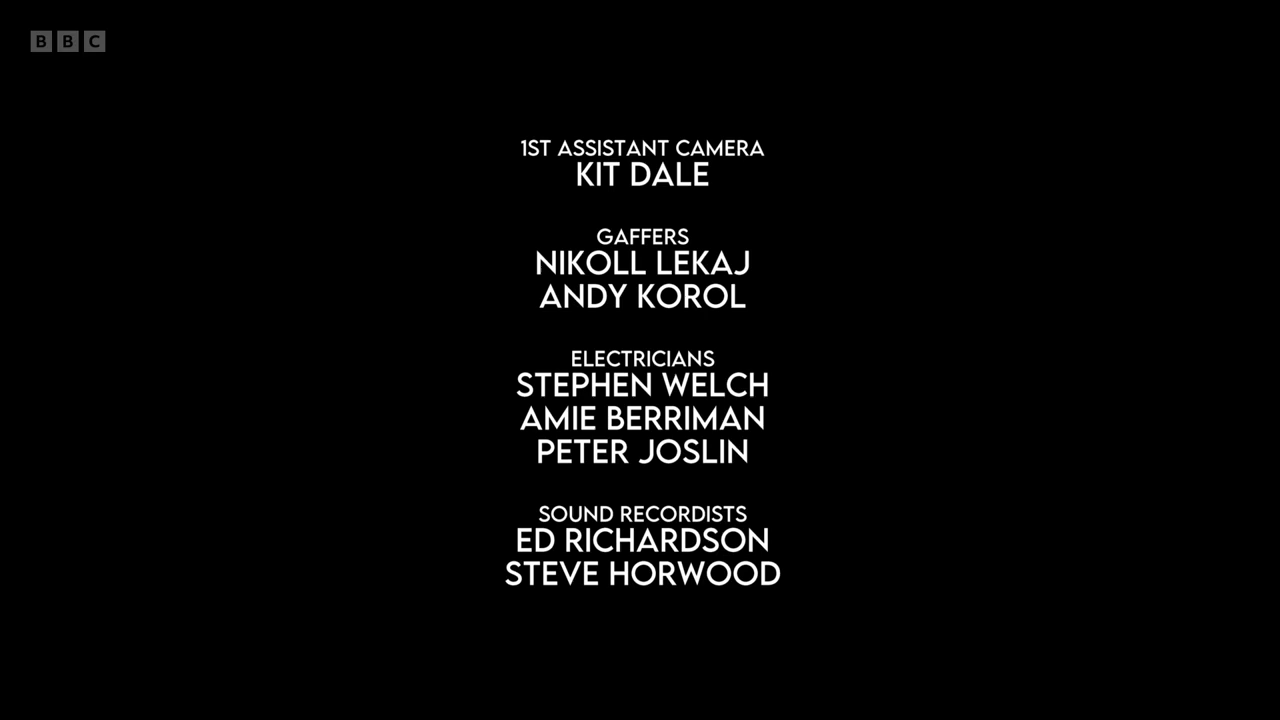 BBC
1ST ASSISTANT CAMERA
KIT DALE
GAFFERS
NIKOLL LEKAJ
ANDY KOROL
ELECTRICIANS
STEPHEN WELCH
AMIE BERRIMAN
PETER JOSLIN
SOUND RECORDISTS
ED RICHARDSON
STEVE HORWOOD